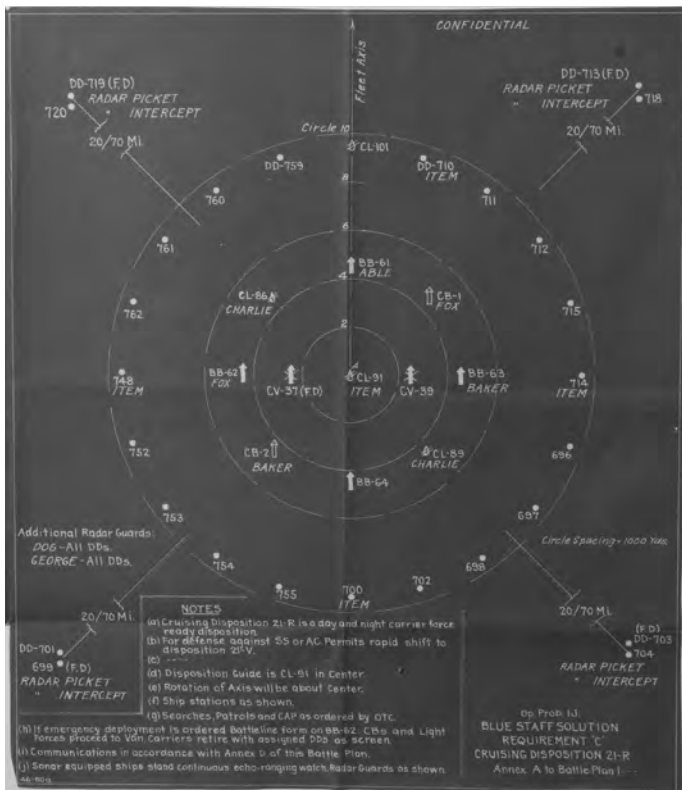 CONFIDENTIAL
Fleet Axis
DD-719 (F.D)
720
RADAR PICKET
" INTERCEPT
20/70 Mi.
DD-713 (F.D)
718
RADAR PICKET
" INTERCEPT
20/70 Mi.
Circle 10
CL-101
DD-759
DD-710
ITEM
8
760
711
761
712
6
BB-61
ABLE
4
CL-86
CHARLIE
CB-1
FOX
762
715
2
BB-62
FOX
CV-37 (F.D)
A
CL-91
ITEM
CV-39
BB-63
BAKER
748
ITEM
714
ITEM
CB-2
BAKER
CL-89
CHARLIE
752
696
BB-64
753
697
Additional Radar Guards:
DOG - All DDs.
GEORGE - All DDs.
Circle Spacing - 1000 Yds.
754
698
755
700
ITEM
702
20/70 Mi.
DD-701
699 (F.D)
RADAR PICKET
" INTERCEPT
20/70 Mi.
(F.D)
DD-703
704
RADAR PICKET
" INTERCEPT
NOTES
(a) Cruising Disposition 21-R is a day and night carrier force
ready disposition.
(b) For defense against SS or AC. Permits rapid shift to
disposition 21-V.
(c) ----
(d) Disposition Guide is CL-91 in Center.
(e) Rotation of Axis will be about Center.
(f) Ship stations as shown.
(g) Searches, Patrols and CAP as ordered by OTC.
(h) If emergency deployment is ordered Battleline form on BB-62. CBs and Light
Forces proceed to Van. Carriers retire with assigned DDs as screen.
(i) Communications in accordance with Annex D of this Battle Plan.
(j) Sonar equipped ships stand continuous echo-ranging watch. Radar Guards as shown
Op. Prob. 1J.
BLUE STAFF SOLUTION
REQUIREMENT "C"
CRUISING DISPOSITION 21-R
Annex A to Battle Plan 1-----